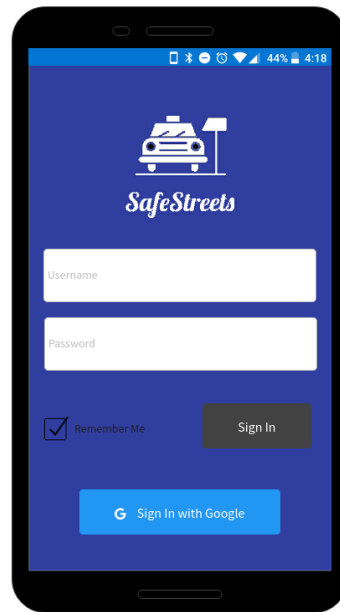 44% 4:18
SafeStreets
Username
Password
Remember Me
Sign In
G Sign In with Google